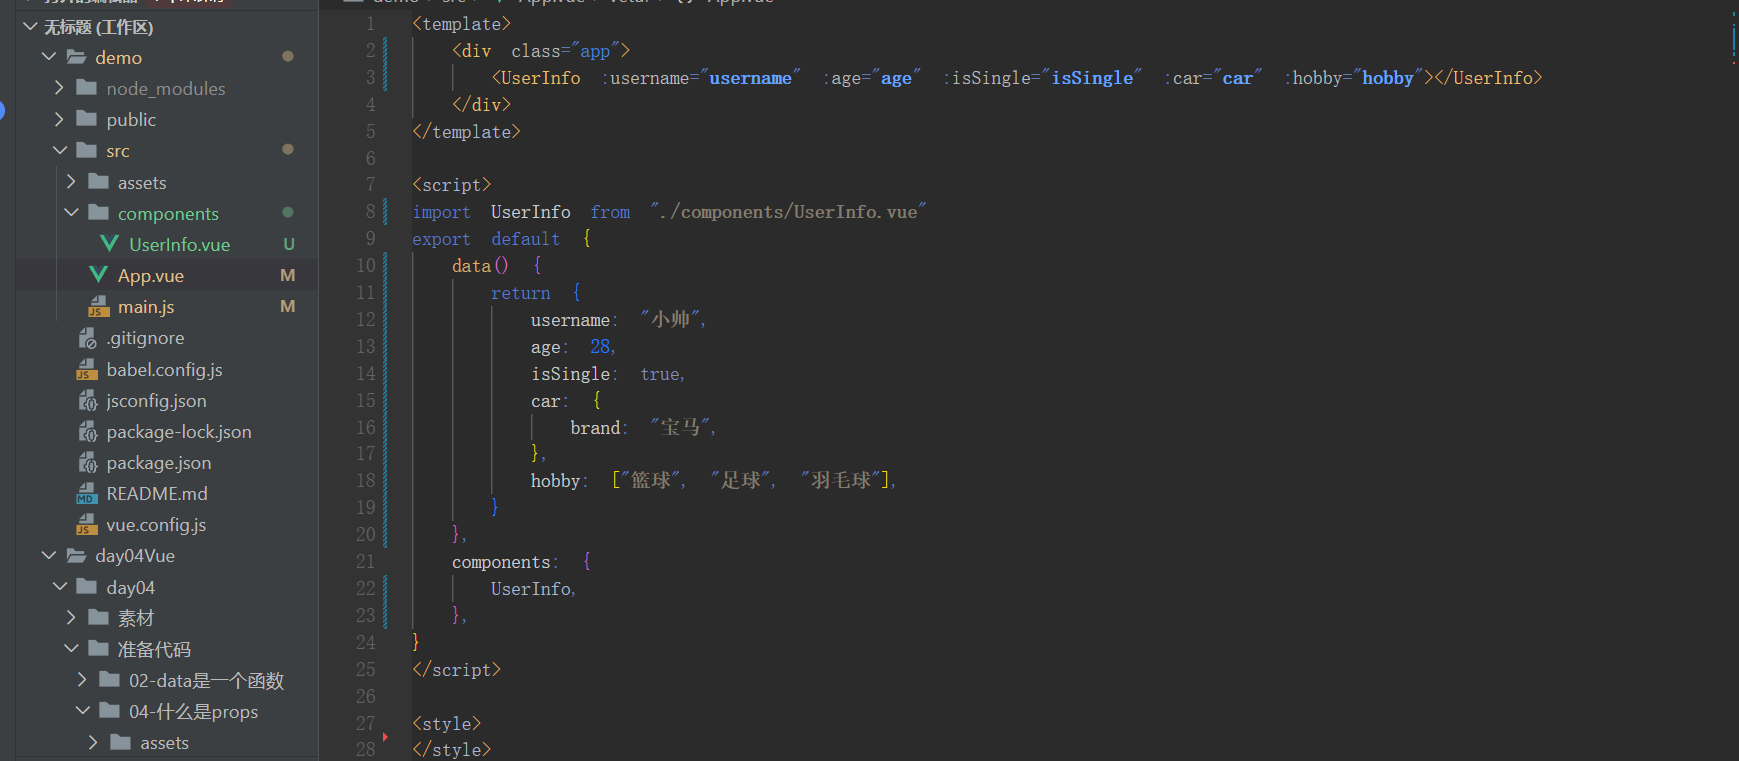 无标题 (工作区)
demo
node_modules
public
src
assets
components
UserInfo.vue U
App.vue M
main.js M
.gitignore
babel.config.js
jsconfig.json
package-lock.json
package.json
README.md
vue.config.js
day04Vue
day04
素材
准备代码
02-data是一个函数
04-什么是props
assets
1 <template>
2 <div class="app">
3 <UserInfo :username="username" :age="age" :isSingle="isSingle" :car="car" :hobby="hobby"></UserInfo>
4 </div>
5 </template>
6
7 <script>
8 import UserInfo from "./components/UserInfo.vue"
9 export default {
10 data() {
11 return {
12 username: "小帅",
13 age: 28,
14 isSingle: true,
15 car: {
16 brand: "宝马",
17 },
18 hobby: ["篮球", "足球", "羽毛球"],
19 }
20 },
21 components: {
22 UserInfo,
23 },
24 }
25 </script>
26
27 <style>
28 </style>